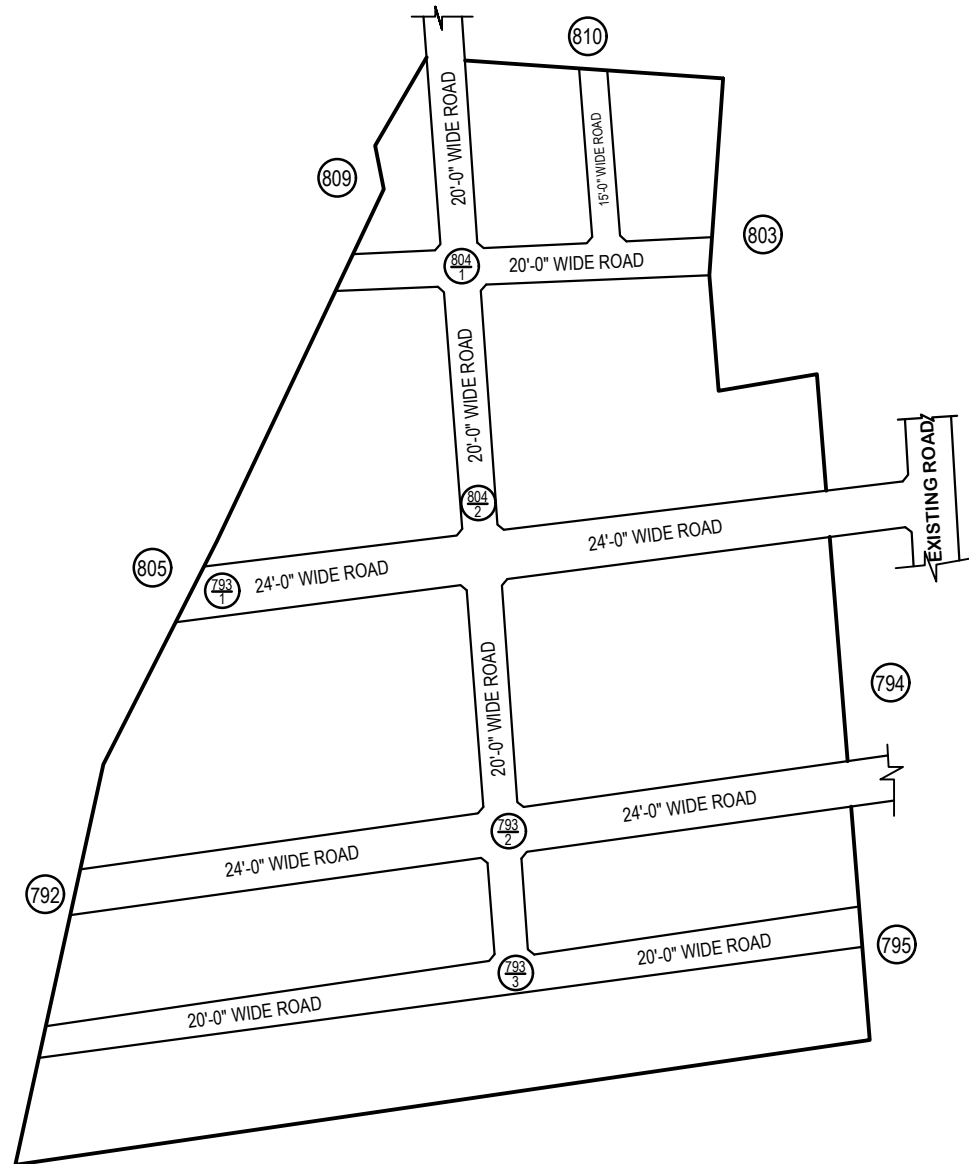 810
20'-0" WIDE ROAD
15'-0" WIDE ROAD
809
803
804
1
20'-0" WIDE ROAD
20'-0" WIDE ROAD
EXISTING ROAD
804
2
24'-0" WIDE ROAD
805
793
1
24'-0" WIDE ROAD
794
20'-0" WIDE ROAD
24'-0" WIDE ROAD
793
2
24'-0" WIDE ROAD
792
795
20'-0" WIDE ROAD
793
3
20'-0" WIDE ROAD